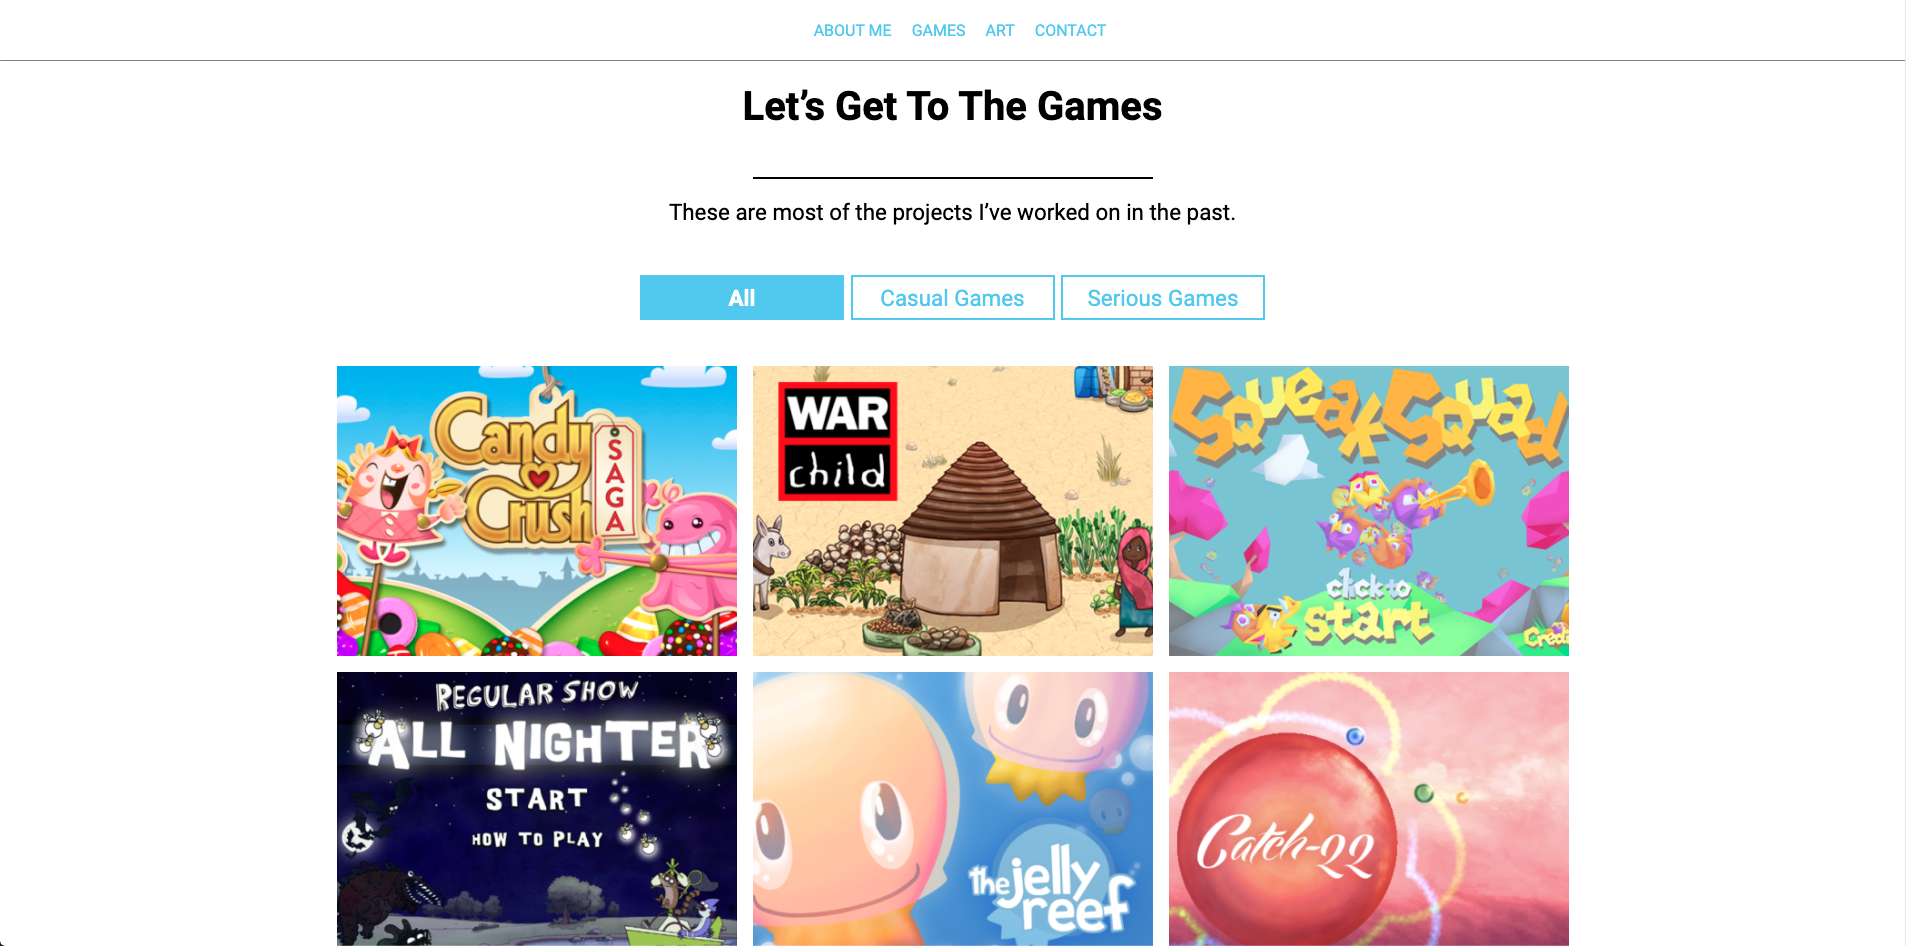 ABOUT ME GAMES ART CONTACT
Let’s Get To The Games
These are most of the projects I’ve worked on in the past.
All Casual Games Serious Games
Candy
Crush
SAGA
WAR
child
SQueak SQuad
click to
start
REGULAR SHOW
ALL NIGHTER
START
HOW TO PLAY
the jelly
reef
Catch-22